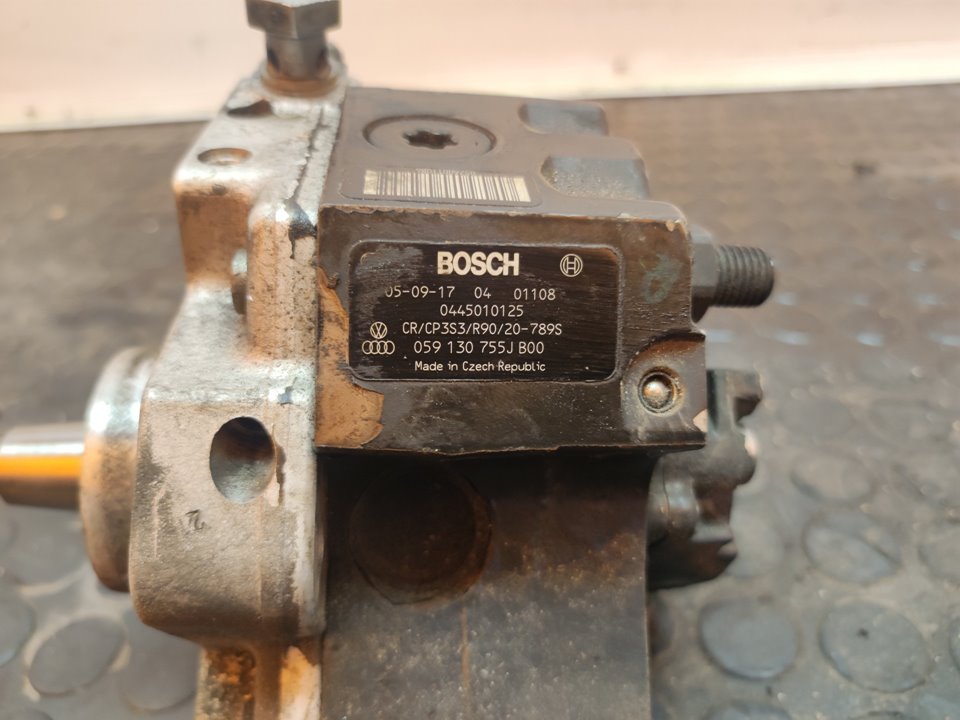 BOSCH
05-09-17 04 01108
0445010125
CR/CP3S3/R90/20-789S
059 130 755J B00
Made in Czech Republic